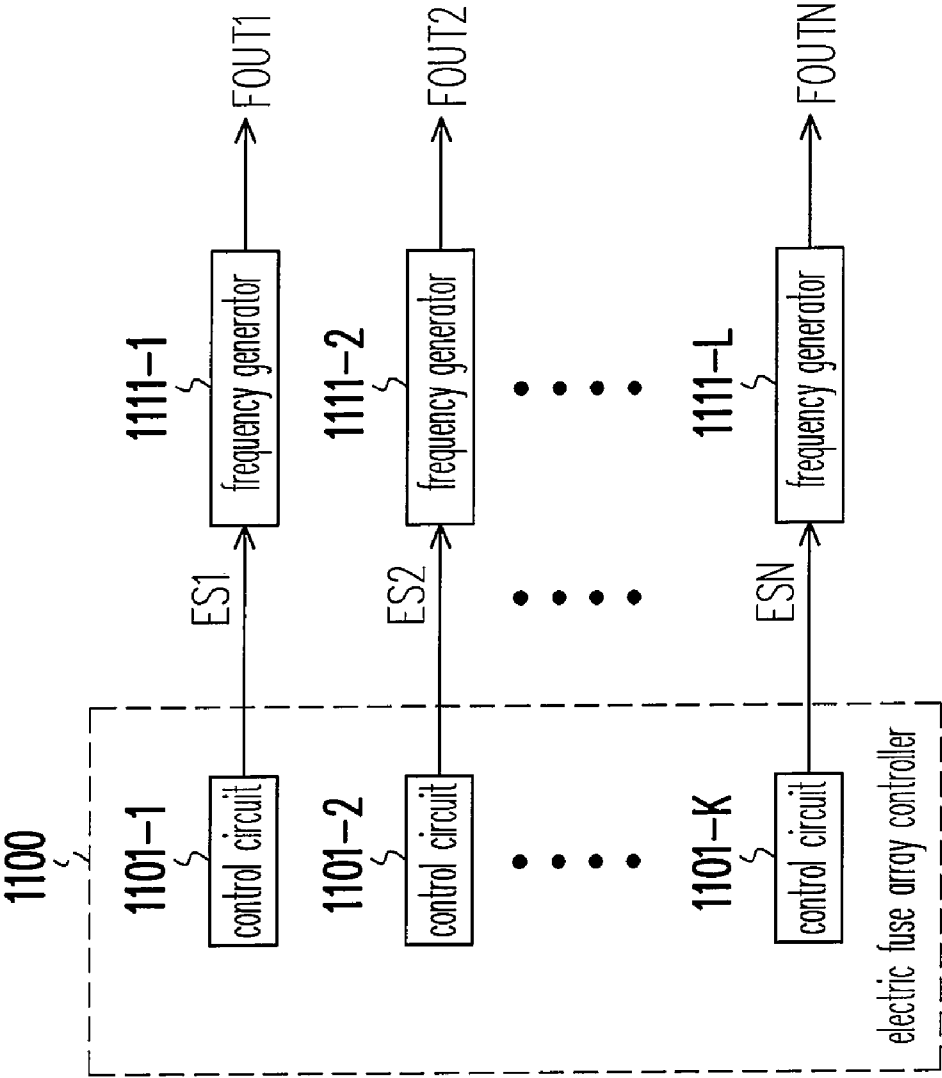 1100
1101-1
control circuit
ES1
1111-1
frequency generator
FOUT1
1101-2
control circuit
ES2
1111-2
frequency generator
FOUT2
1101-K
control circuit
ESN
1111-L
frequency generator
FOUTN
electric fuse array controller